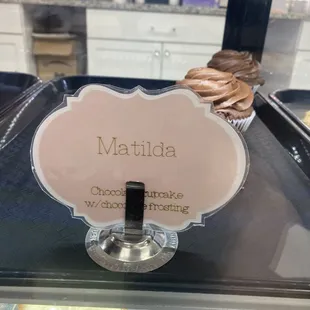 Matilda
Chocolate cupcake
w/chocolate frosting